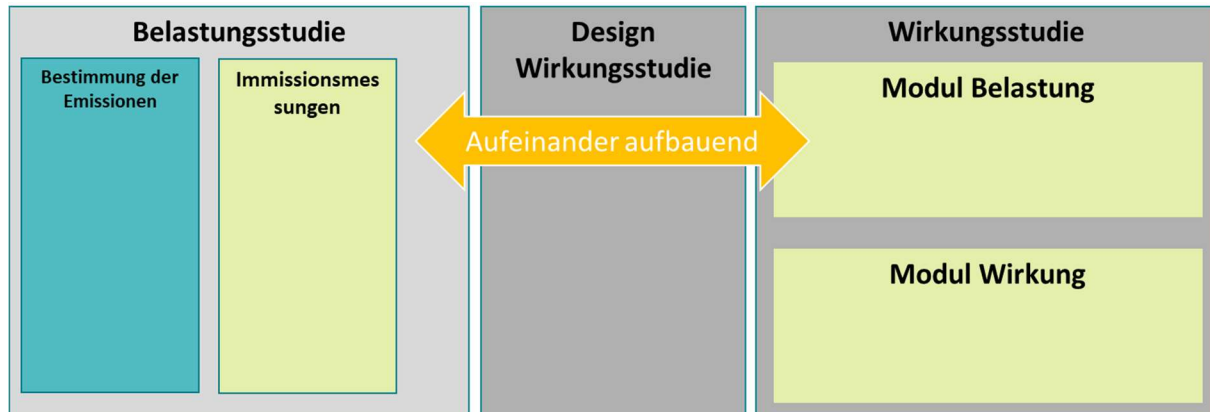 Belastungsstudie
Bestimmung der
Emissionen
Immissionsmes
sungen
Design
Wirkungsstudie
Aufeinander aufbauend
Wirkungsstudie
Modul Belastung
Modul Wirkung